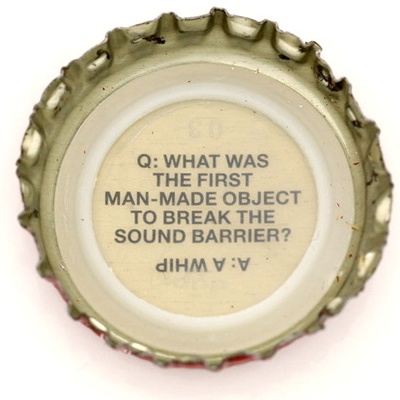 Q: WHAT WAS
THE FIRST
MAN-MADE OBJECT
TO BREAK THE
SOUND BARRIER?
A: A WHIP